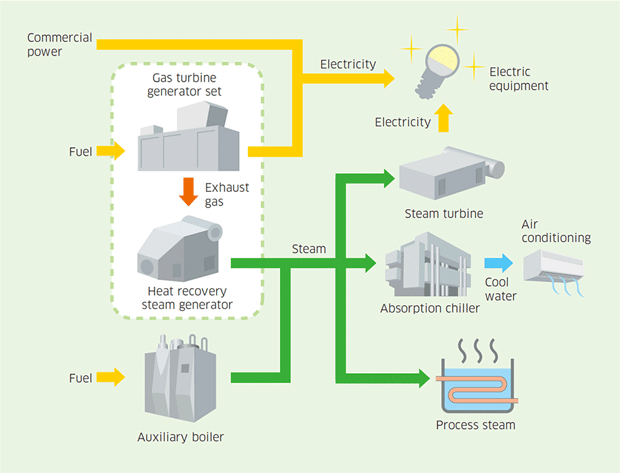 Commercial
power
Gas turbine
generator set
Electricity
Electric
equipment
Electricity
Fuel
Exhaust
gas
Steam turbine
Air
conditioning
Steam
Heat recovery
steam generator
Cool
water
Absorption chiller
Fuel
Auxiliary boiler
Process steam